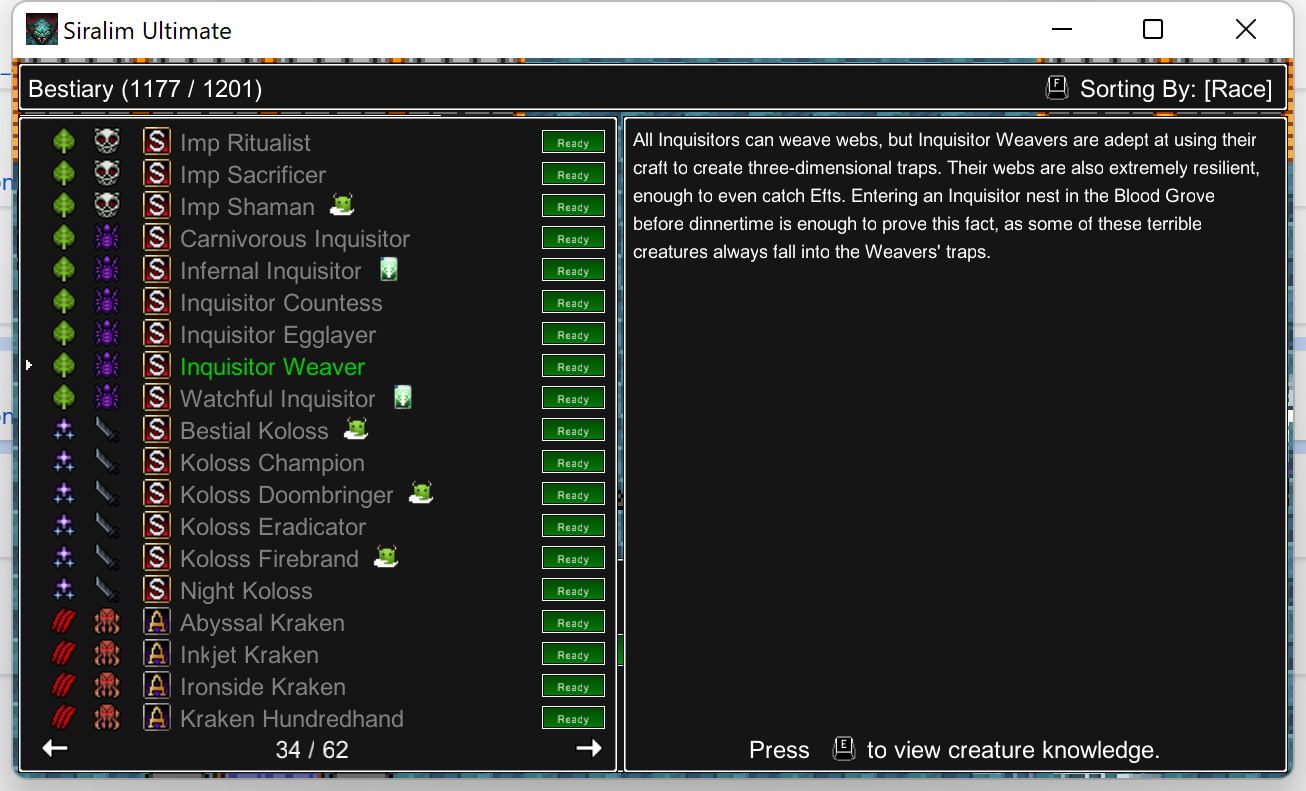 Siralim Ultimate
Bestiary (1177 / 1201)
F Sorting By: [Race]
S Imp Ritualist Ready
S Imp Sacrificer Ready
S Imp Shaman Ready
S Carnivorous Inquisitor Ready
S Infernal Inquisitor Ready
S Inquisitor Countess Ready
S Inquisitor Egglayer Ready
S Inquisitor Weaver Ready
S Watchful Inquisitor Ready
S Bestial Koloss Ready
S Koloss Champion Ready
S Koloss Doombringer Ready
S Koloss Eradicator Ready
S Koloss Firebrand Ready
S Night Koloss Ready
A Abyssal Kraken Ready
A Inkjet Kraken Ready
A Ironside Kraken Ready
A Kraken Hundredhand Ready
34 / 62
All Inquisitors can weave webs, but Inquisitor Weavers are adept at using their
craft to create three-dimensional traps. Their webs are also extremely resilient,
enough to even catch Efts. Entering an Inquisitor nest in the Blood Grove
before dinnertime is enough to prove this fact, as some of these terrible
creatures always fall into the Weavers' traps.
Press E to view creature knowledge.